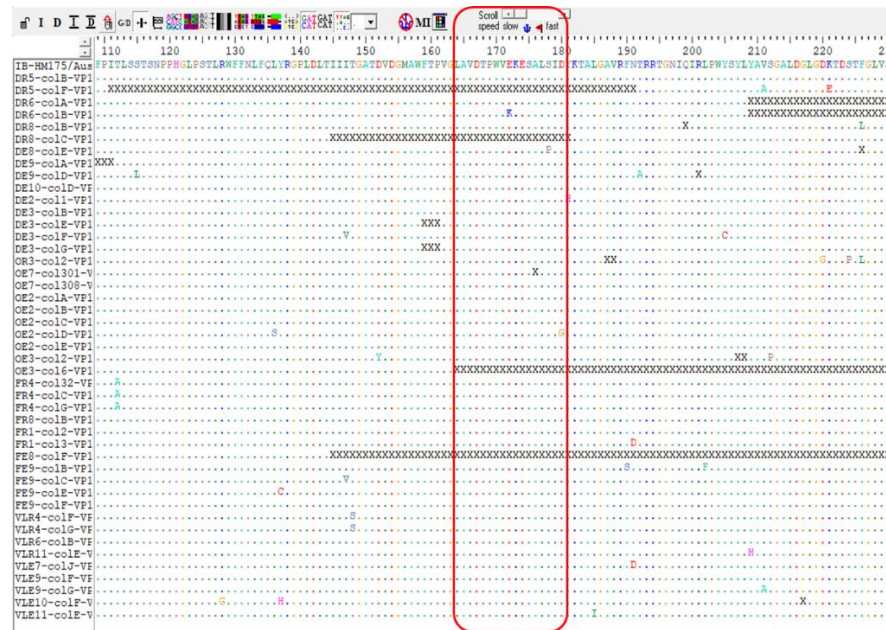 I D I D G/D MI
Scroll
speed slow fast
110 120 130 140 150 160 170 180 190 200 210 220
IB-HM175/Aus FPITLSSTSNPPHGLPSTLRWFFNLFQLYRGPLDLTIIITGATDVDGMAWFTPVGLAVDTPWVEKESALSIDYKTALGAVRFNTRRTGNIQIRLPWYSYLYAVSGALDGLGDKTDSTFGLV
DR5-colB-VP1
DR5-colF-VP1 A E
DR6-colA-VP1
DR6-colB-VP1 K
DR8-colB-VP1 X L
DR8-colC-VP1
DE8-colE-VP1 P X
DE9-colA-VP1 XXX
DE9-colD-VP1 L A X
DE10-colD-VP
DE2-col1-VP1 H
DE3-colB-VP1
DE3-colE-VP1 XXX
DE3-colF-VP1 V C
DE3-colG-VP1 XXX
OR3-col2-VP1 XX G P L
OE7-col301-V X
OE7-col308-V
OE2-colA-VP1
OE2-colB-VP1
OE2-colC-VP1
OE2-colD-VP1 S G
OE2-colE-VP1
OE3-col2-VP1 Y XX P
OE3-col6-VP1
FR4-col32-VP A
FR4-colC-VP1 A
FR4-colG-VP1 A
FR8-colB-VP1
FR1-col2-VP1
FR1-col3-VP1 D
FE8-colF-VP1
FE9-colB-VP1 S F
FE9-colC-VP1 V
FE9-colE-VP1 C
FE9-colF-VP1
VLR4-colF-VP S
VLR4-colG-VP S
VLR6-colB-VP
VLR11-colE-V H
VLE7-colJ-VP D
VLE9-colF-VP
VLE9-colG-VP A
VLE10-colF-V G H X
VLE11-colE-V I